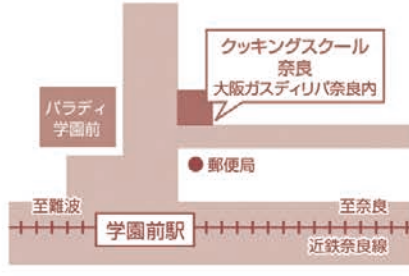 クッキングスクール
奈良
大阪ガスディリパ奈良内
パラディ
学園前
郵便局
至難波
至奈良
学園前駅
近鉄奈良線